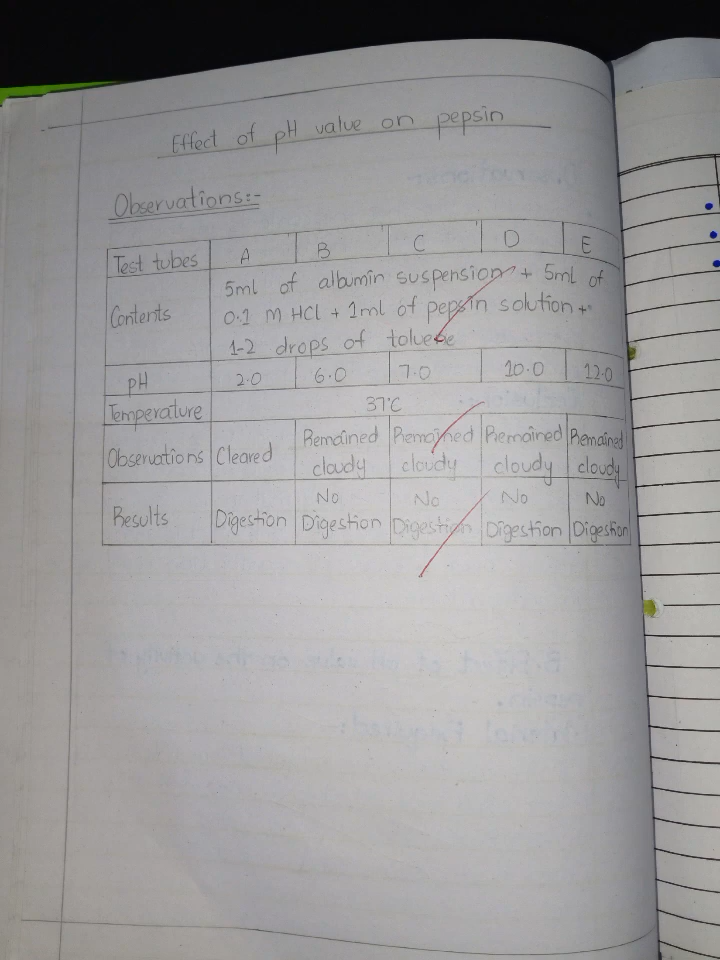 Effect of pH value on pepsin
Observations:-
Test tubes A B C D E
Contents 5ml of albumin suspension + 5ml of
0.1 M HCl + 1ml of pepsin solution +
1-2 drops of toluene
pH 2.0 6.0 7.0 10.0 12.0
Temperature 37°C
Observations Cleared Remained cloudy Remained cloudy Remained cloudy Remained cloudy
Results Digestion No Digestion No Digestion No Digestion No Digestion